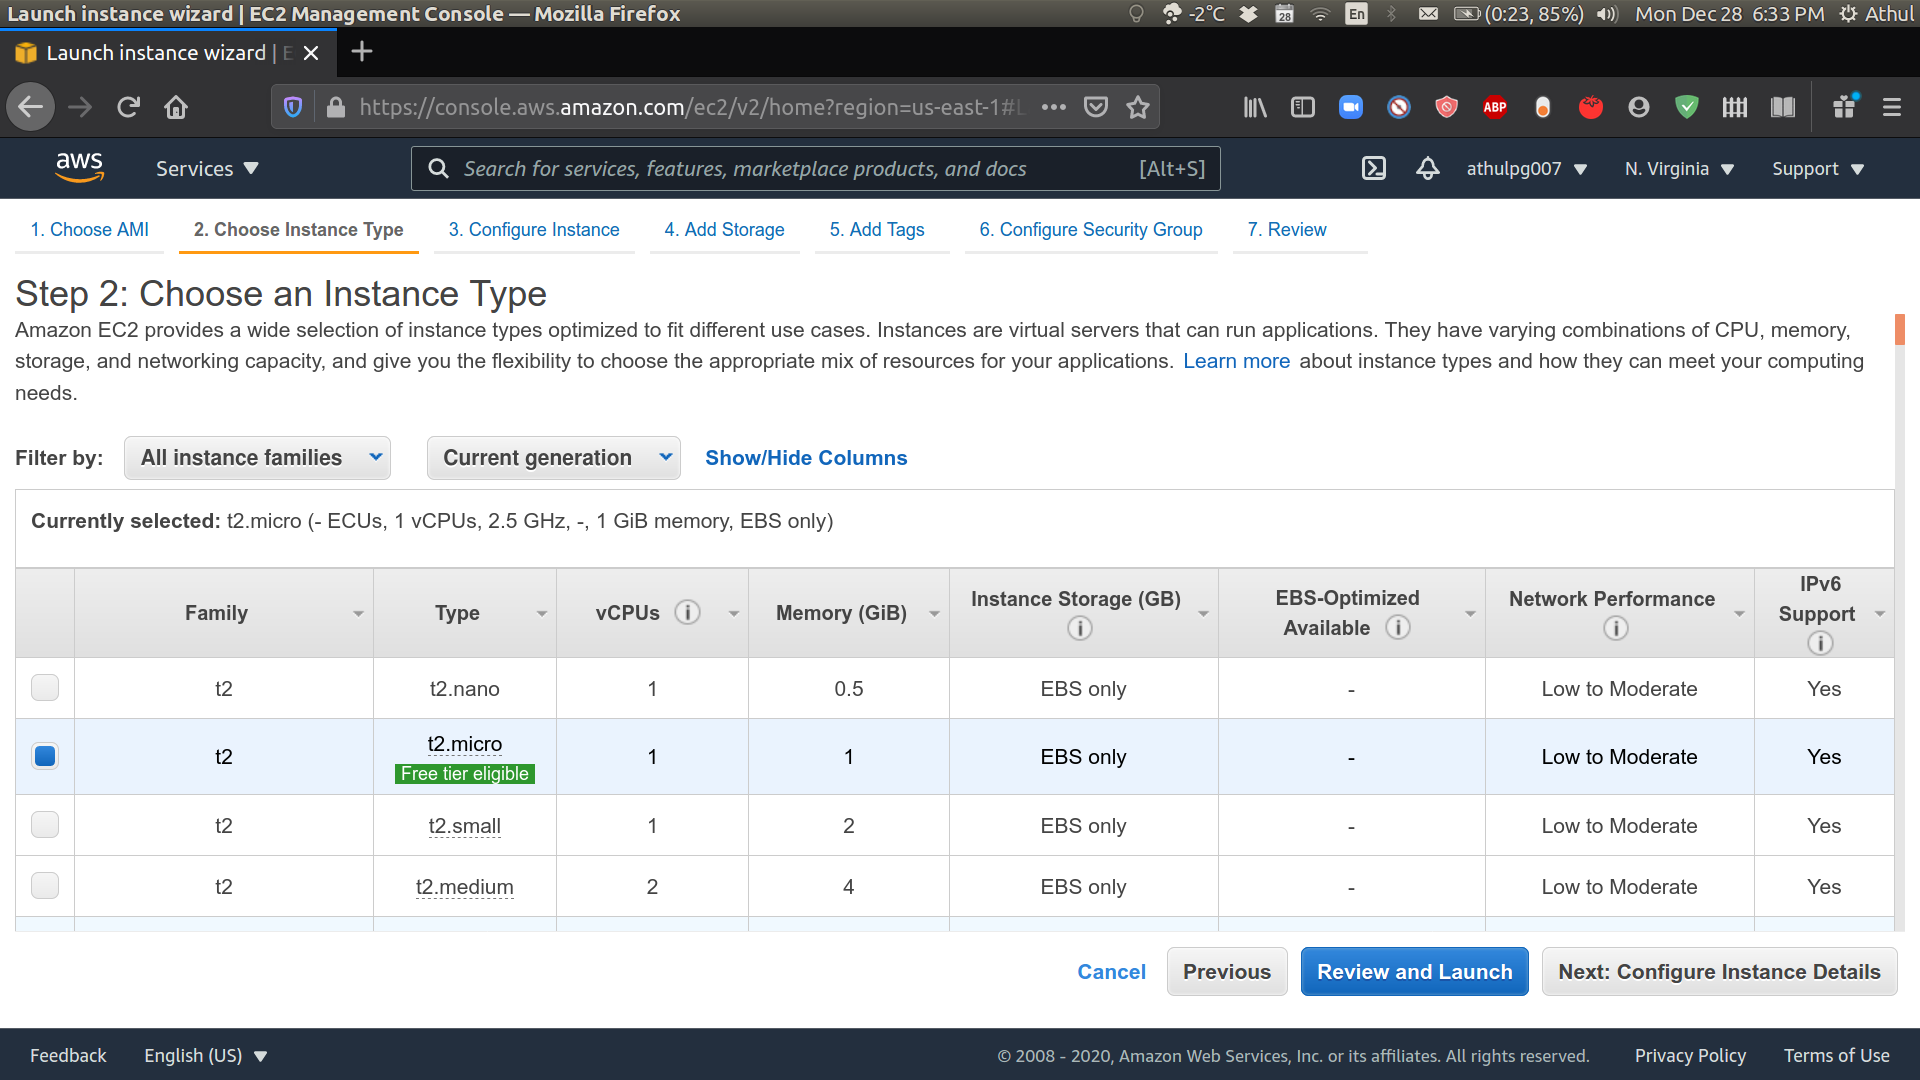 Launch instance wizard | EC2 Management Console — Mozilla Firefox
-2°C 28 En (0:23, 85%) Mon Dec 28 6:33 PM Athul
Launch instance wizard | E
https://console.aws.amazon.com/ec2/v2/home?region=us-east-1#L
ABP
aws Services Search for services, features, marketplace products, and docs [Alt+S] athulpg007 N. Virginia Support
1. Choose AMI 2. Choose Instance Type 3. Configure Instance 4. Add Storage 5. Add Tags 6. Configure Security Group 7. Review
Step 2: Choose an Instance Type
Amazon EC2 provides a wide selection of instance types optimized to fit different use cases. Instances are virtual servers that can run applications. They have varying combinations of CPU, memory,
storage, and networking capacity, and give you the flexibility to choose the appropriate mix of resources for your applications. Learn more about instance types and how they can meet your computing
needs.
Filter by: All instance families Current generation Show/Hide Columns
Currently selected: t2.micro (- ECUs, 1 vCPUs, 2.5 GHz, -, 1 GiB memory, EBS only)
Family Type vCPUs i Memory (GiB) Instance Storage (GB) i EBS-Optimized Available i Network Performance i IPv6 Support i
t2 t2.nano 1 0.5 EBS only - Low to Moderate Yes
t2 t2.micro Free tier eligible 1 1 EBS only - Low to Moderate Yes
t2 t2.small 1 2 EBS only - Low to Moderate Yes
t2 t2.medium 2 4 EBS only - Low to Moderate Yes
Cancel Previous Review and Launch Next: Configure Instance Details
Feedback English (US) © 2008 - 2020, Amazon Web Services, Inc. or its affiliates. All rights reserved. Privacy Policy Terms of Use